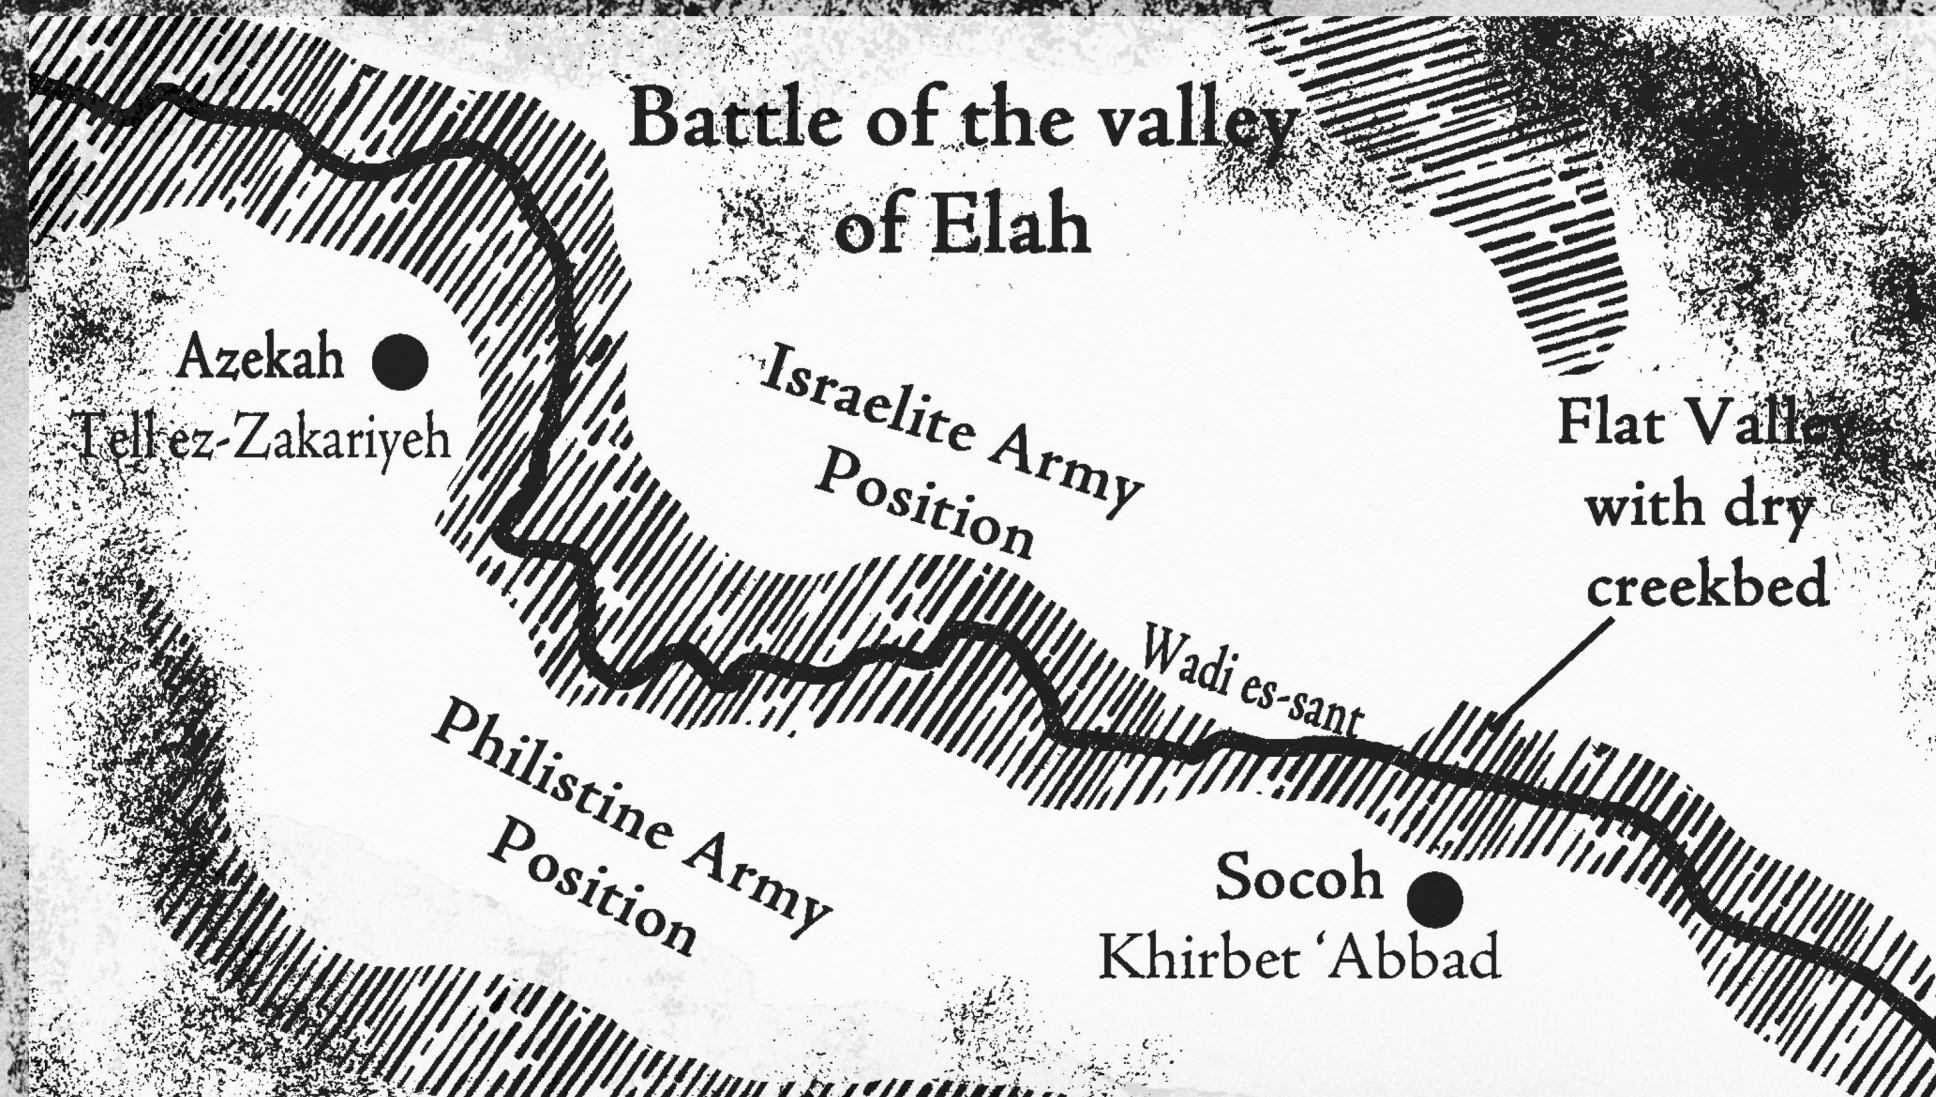 Battle of the valley
of Elah
Azekah
Tell ez-Zakariyeh
Israelite Army
Position
Flat Valley
with dry
creekbed
Wadi es-sant
Philistine Army
Position
Socoh
Khirbet ‘Abbad